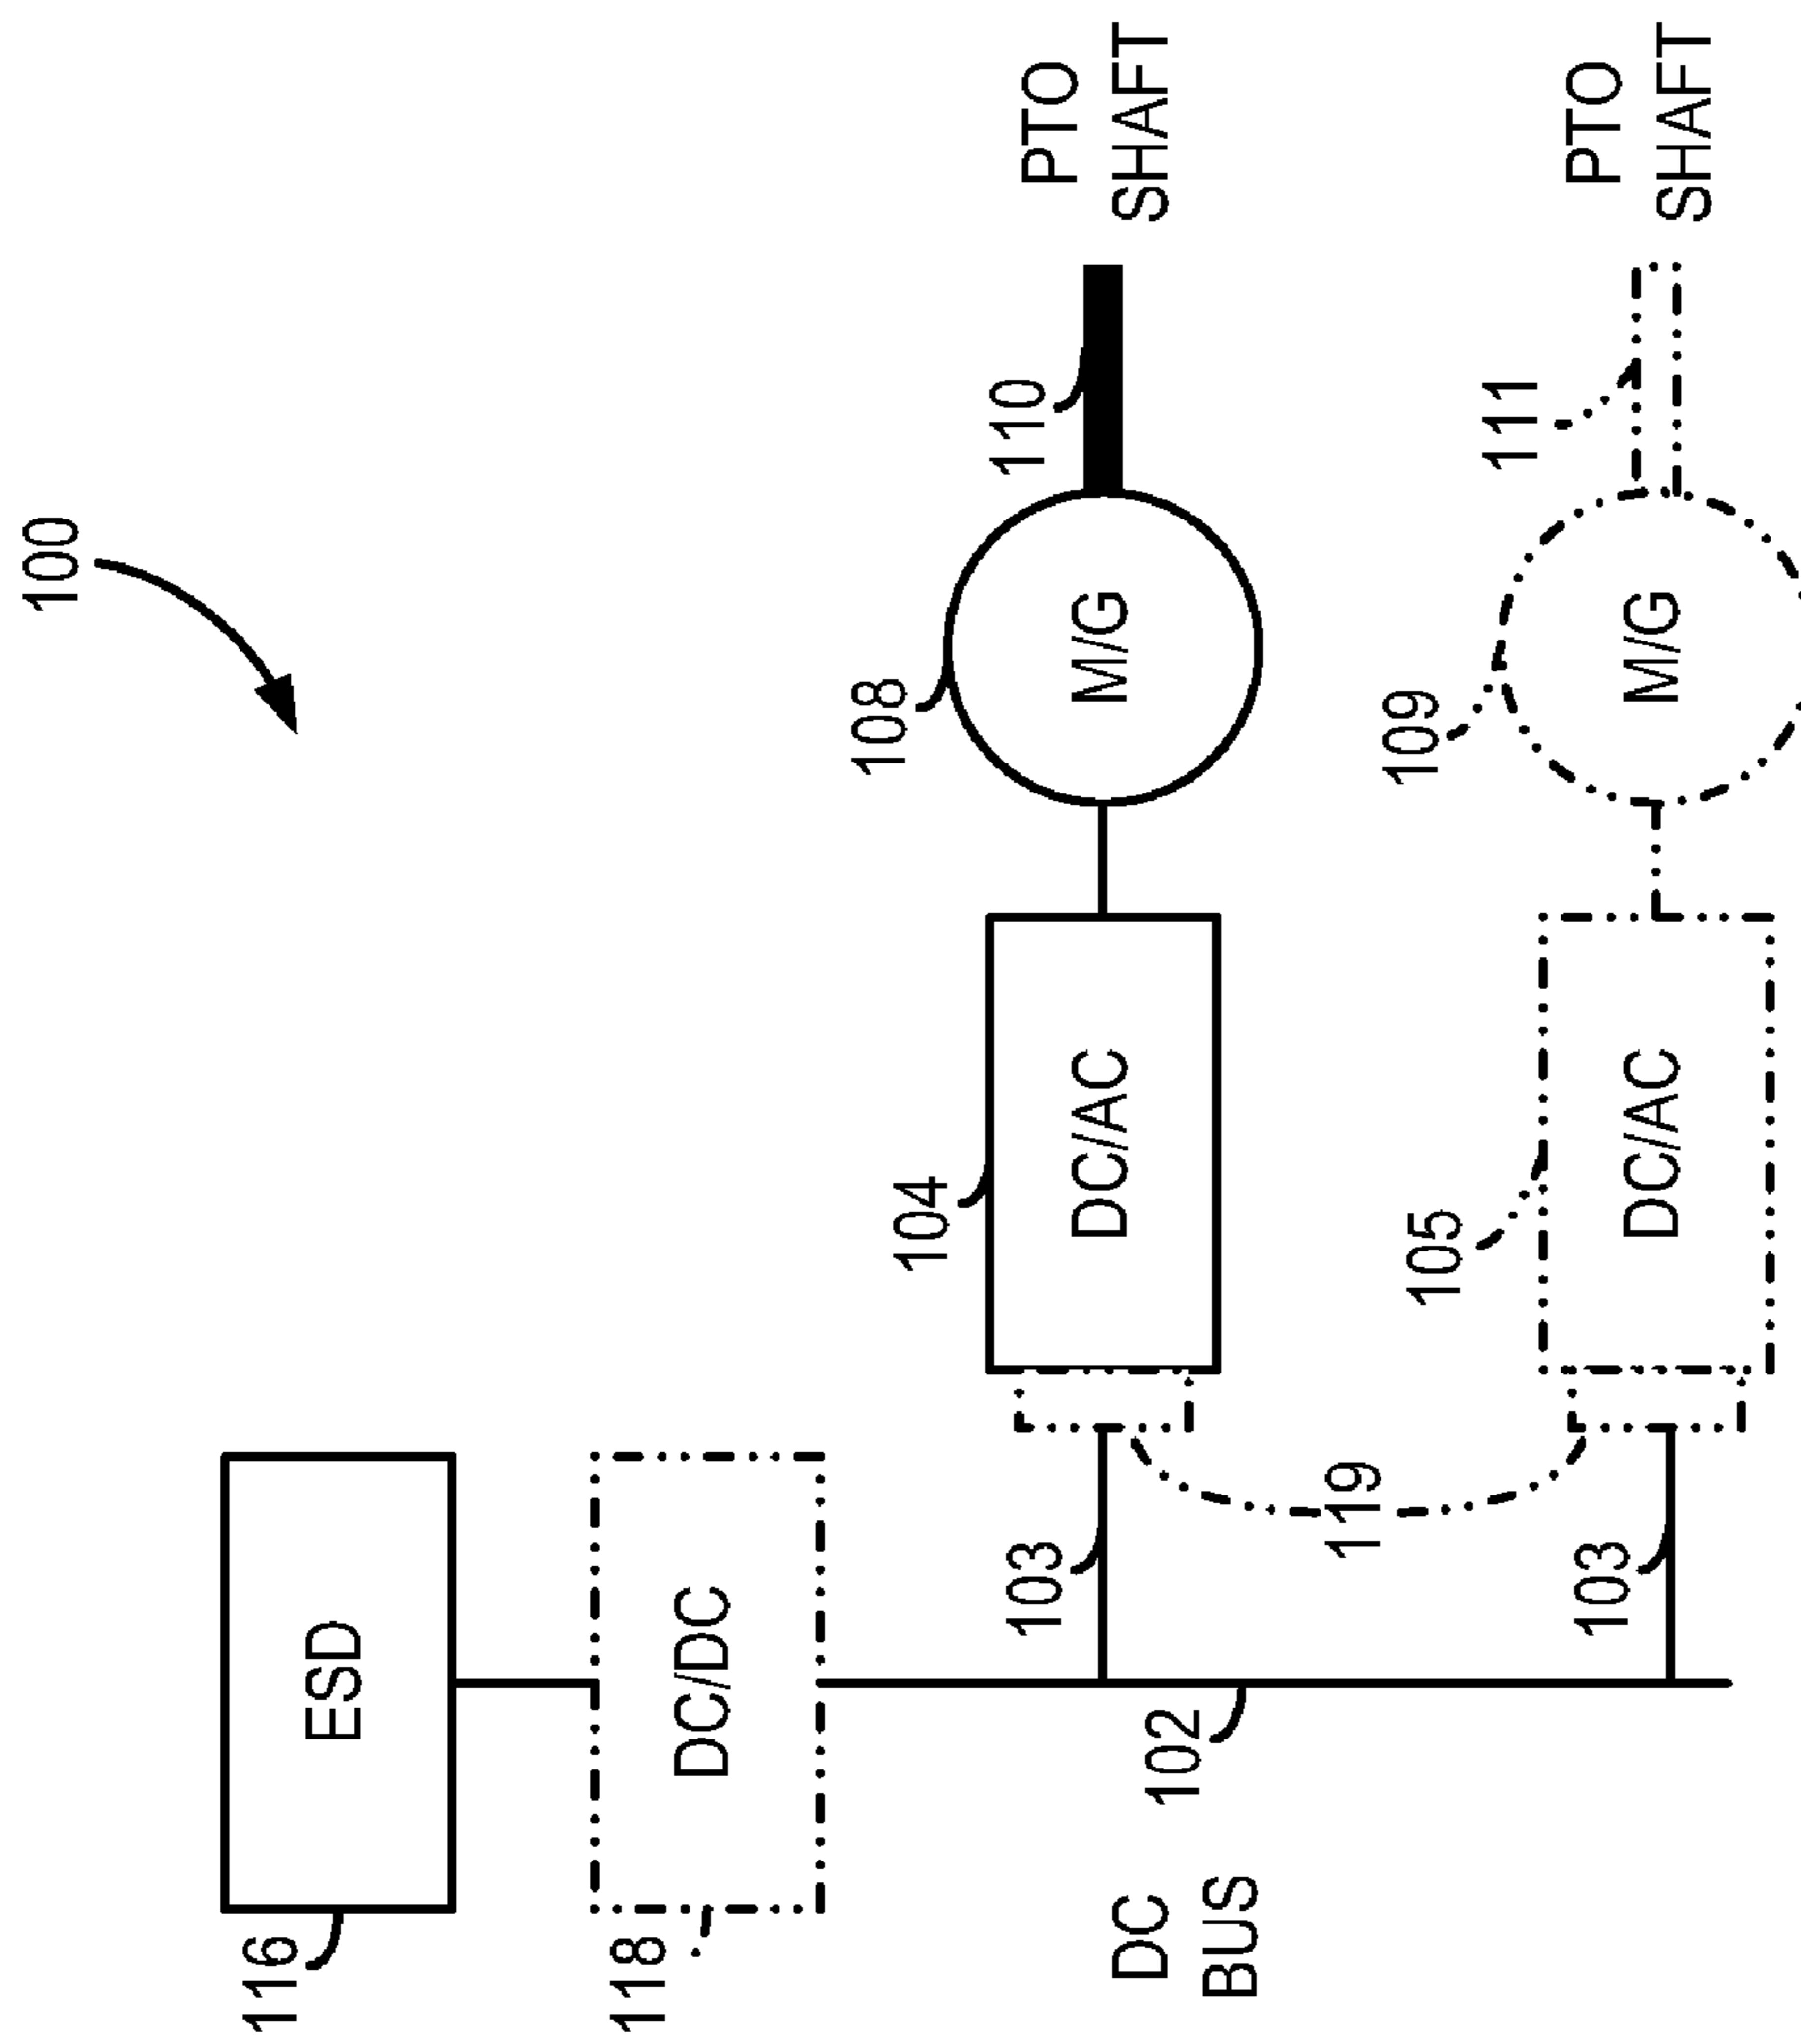 100
116
ESD
118
DC/DC
DC
BUS
102
103
103
119
104
DC/AC
108
M/G
110
PTO
SHAFT
105
DC/AC
109
M/G
111
PTO
SHAFT